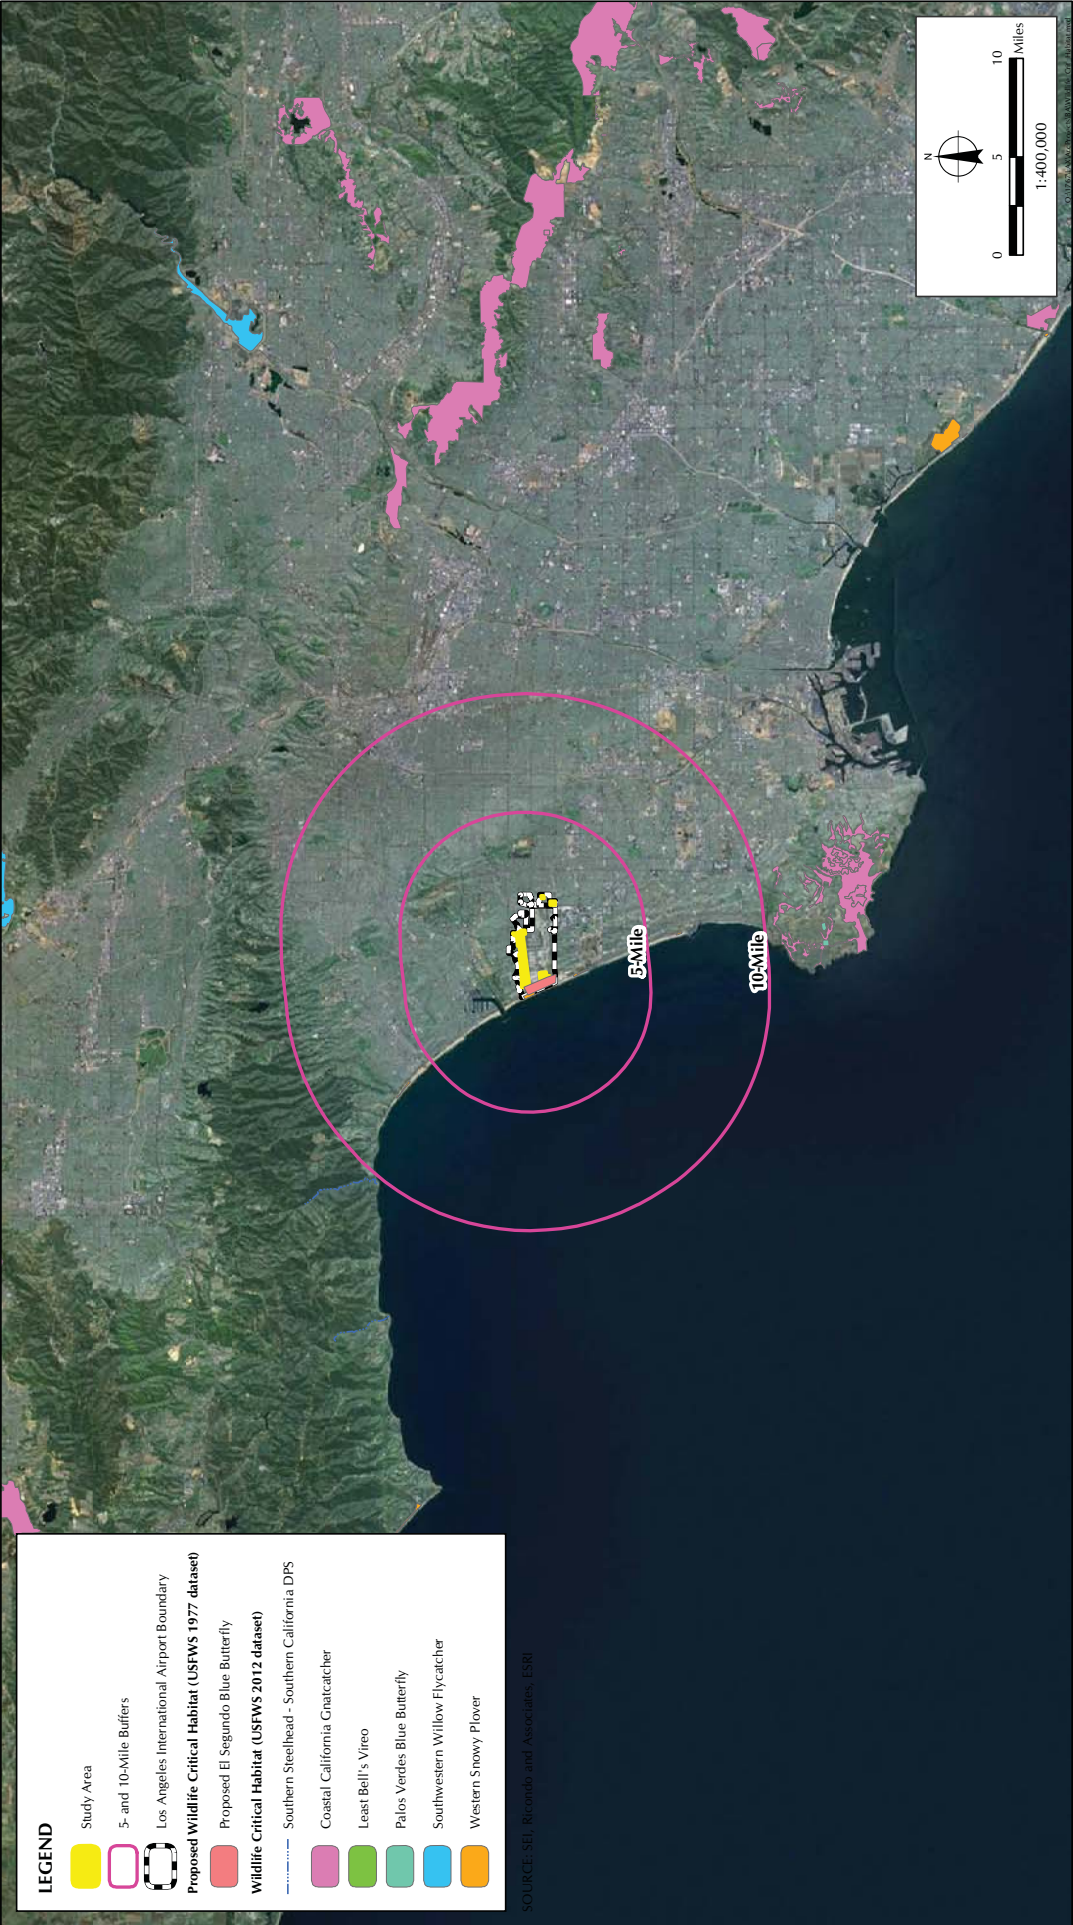 LEGEND
Study Area
5- and 10-Mile Buffers
Los Angeles International Airport Boundary
Proposed Wildlife Critical Habitat (USFWS 1977 dataset)
Proposed El Segundo Blue Butterfly
Wildlife Critical Habitat (USFWS 2012 dataset)
Southern Steelhead - Southern California DPS
Coastal California Gnatcatcher
Least Bell's Vireo
Palos Verdes Blue Butterfly
Southwestern Willow Flycatcher
Western Snowy Plover
SOURCE: SEI, Ricondo and Associates, ESRI
5-Mile
10-Mile
N
0 5 10
Miles
1:400,000